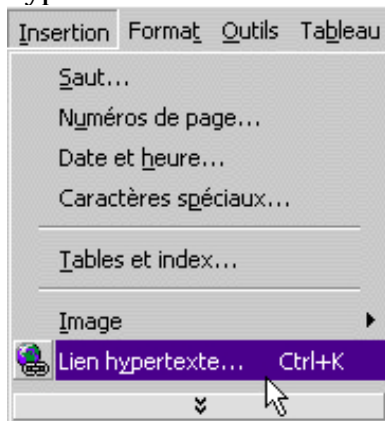 Insertion Format Outils Tableau
Saut...
Numéros de page...
Date et heure...
Caractères spéciaux...
Tables et index...
Image
Lien hypertexte... Ctrl+K